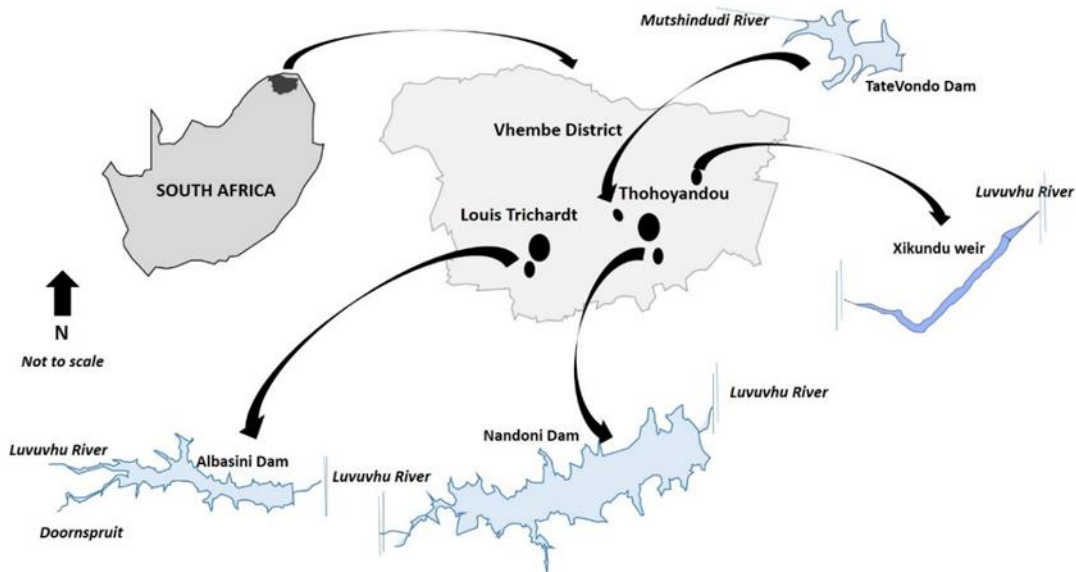 Mutshindudi River
TateVondo Dam
Vhembe District
SOUTH AFRICA
Thohoyandou
Louis Trichardt
Luvuvhu River
Xikundu weir
N
Not to scale
Luvuvhu River
Nandoni Dam
Luvuvhu River
Albasini Dam
Luvuvhu River
Doornspruit